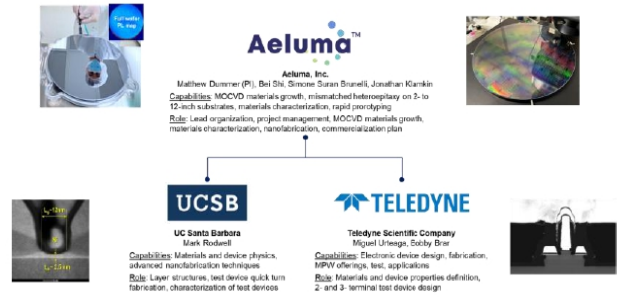 Full wafer
PL map
Aeluma™
Aeluma, Inc.
Matthew Dummer (PI), Bei Shi, Simone Suran Brunelli, Jonathan Klamkin
Capabilities: MOCVD materials growth, mismatched heteroepitaxy on 2- to
12-inch substrates, materials characterization, rapid prototyping
Role: Lead organization, project management, MOCVD materials growth,
materials characterization, nanofabrication, commercialization plan
UCSB
TELEDYNE
UC Santa Barbara
Mark Rodwell
Capabilities: Materials and device physics,
advanced nanofabrication techniques
Role: Layer structures, test device quick turn
fabrication, characterization of test devices
Teledyne Scientific Company
Miguel Urteaga, Bobby Brar
Capabilities: Electronic device design, fabrication,
MPW offerings, test, applications
Role: Materials and device properties definition,
2- and 3- terminal test device design